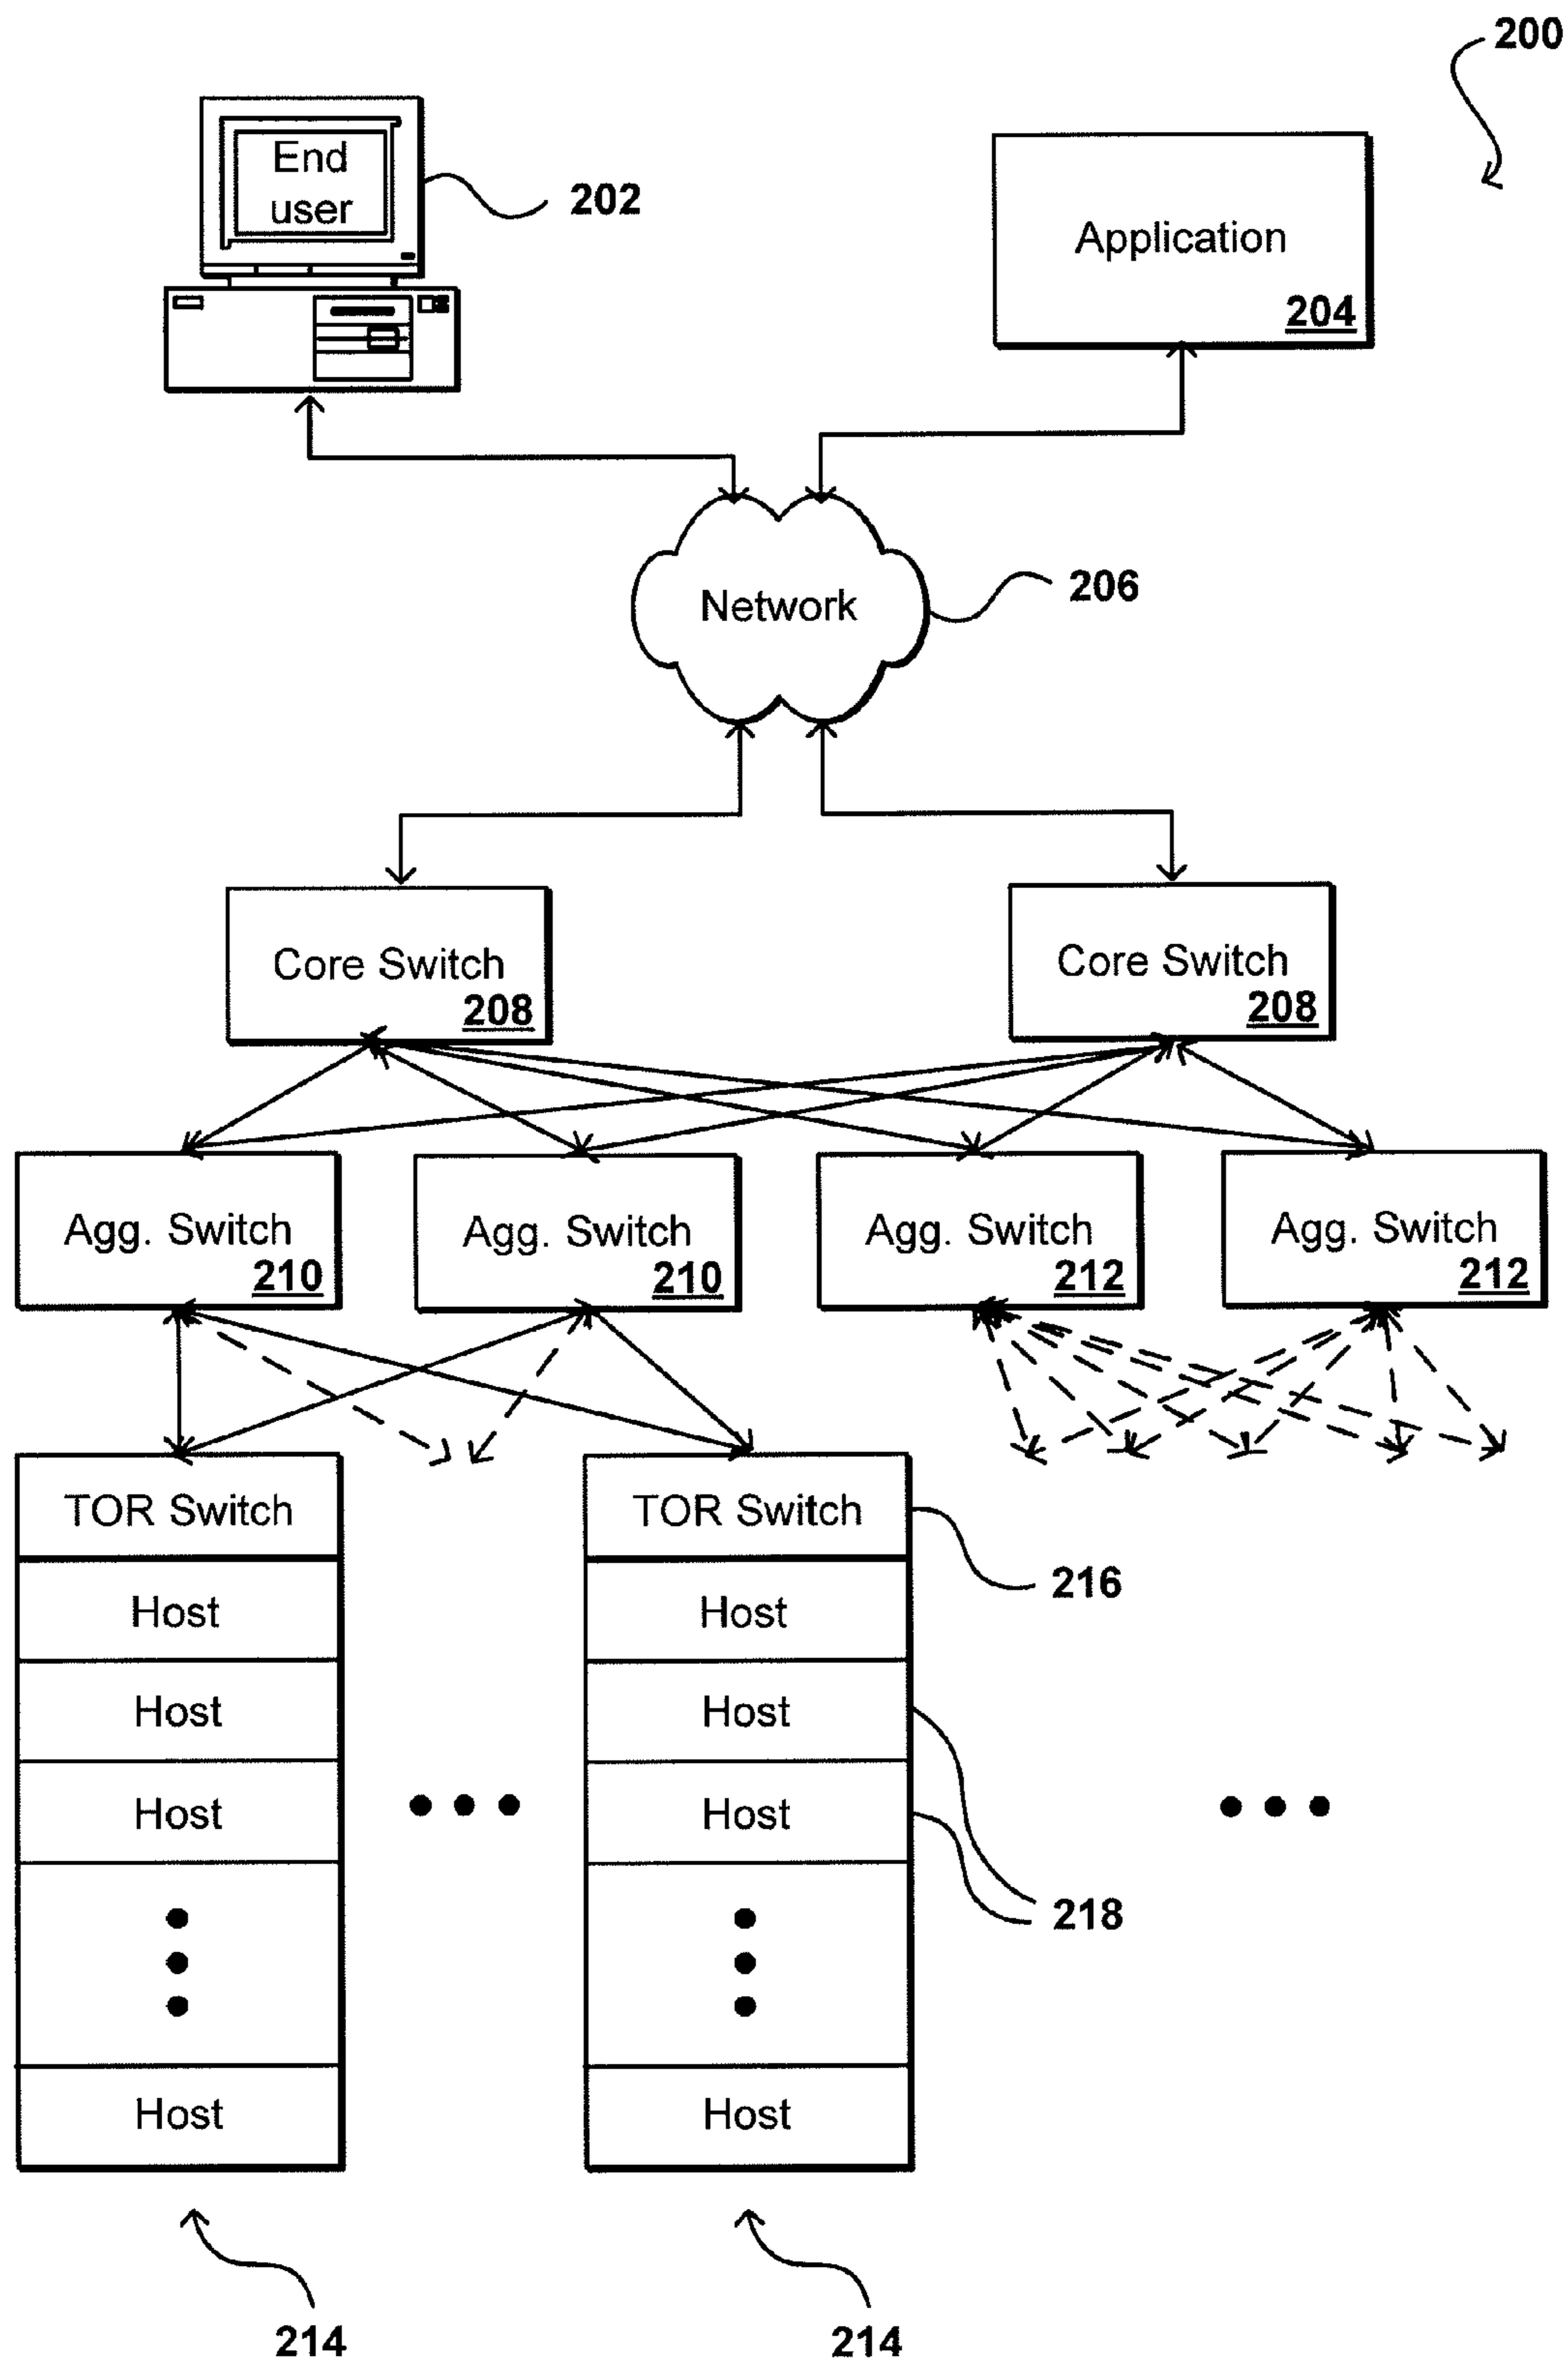 200
End
user
202
Application
204
Network
206
Core Switch
208
Core Switch
208
Agg. Switch
210
Agg. Switch
210
Agg. Switch
212
Agg. Switch
212
TOR Switch
Host
Host
Host
Host
TOR Switch
Host
Host
Host
Host
216
218
214
214